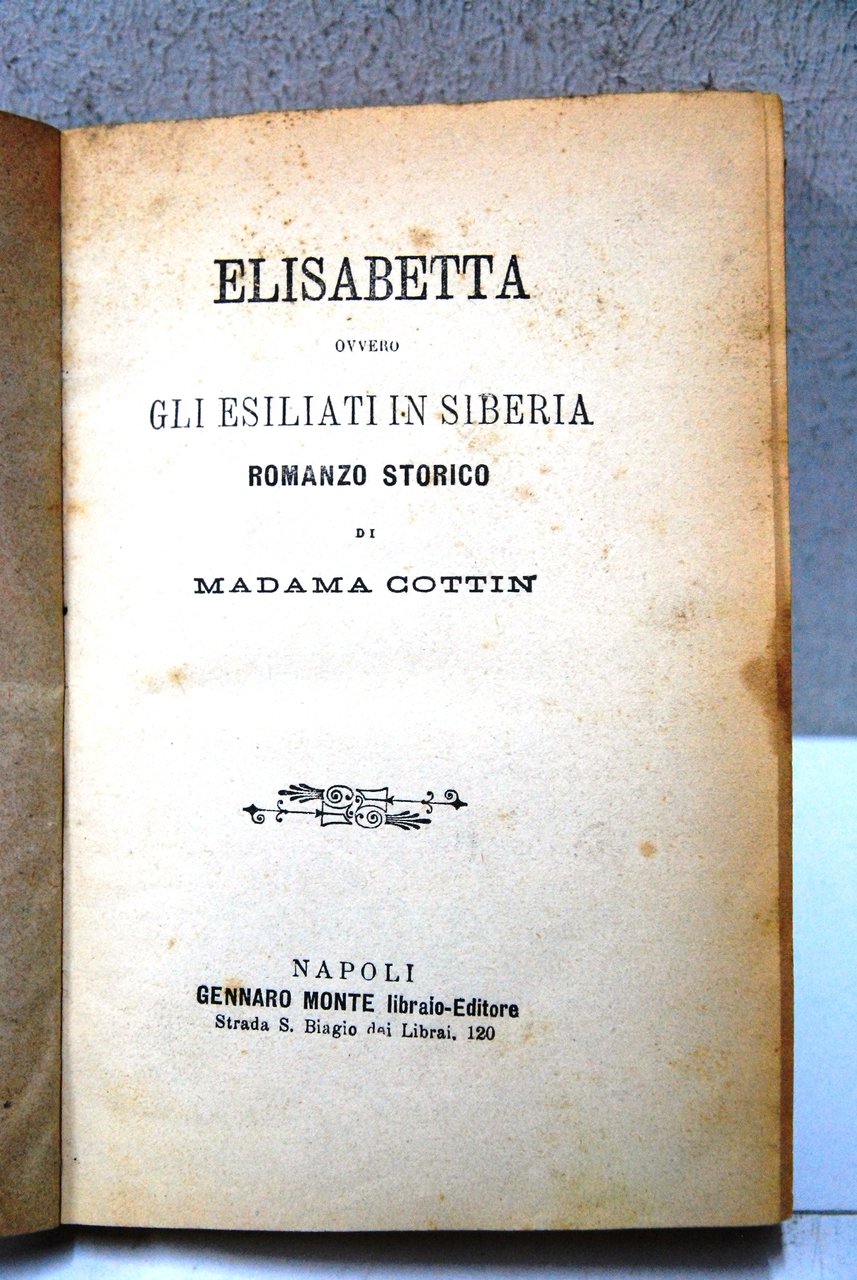 ELISABETTA
OVVERO
GLI ESILIATI IN SIBERIA
ROMANZO STORICO
DI
MADAMA COTTIN
NAPOLI
GENNARO MONTE libraio-Editore
Strada S. Biagio dei Librai, 120